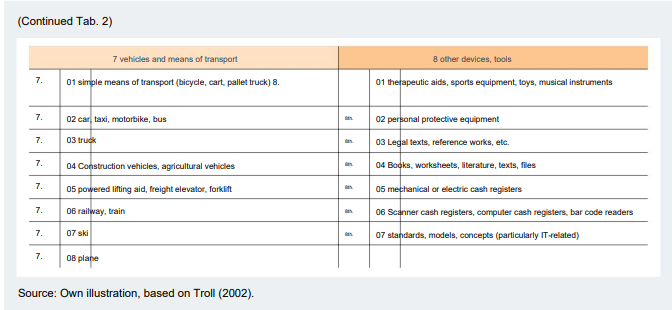 (Continued Tab. 2)
7 vehicles and means of transport 8 other devices, tools
7. 01 simple means of transport (bicycle, cart, pallet truck) 8. 01 therapeutic aids, sports equipment, toys, musical instruments
7. 02 car, taxi, motorbike, bus 8th. 02 personal protective equipment
7. 03 truck 8th. 03 Legal texts, reference works, etc.
7. 04 Construction vehicles, agricultural vehicles 8th. 04 Books, worksheets, literature, texts, files
7. 05 powered lifting aid, freight elevator, forklift 8th. 05 mechanical or electric cash registers
7. 06 railway, train 8th. 06 Scanner cash registers, computer cash registers, bar code readers
7. 07 ski 8th. 07 standards, models, concepts (particularly IT-related)
7. 08 plane
Source: Own illustration, based on Troll (2002).